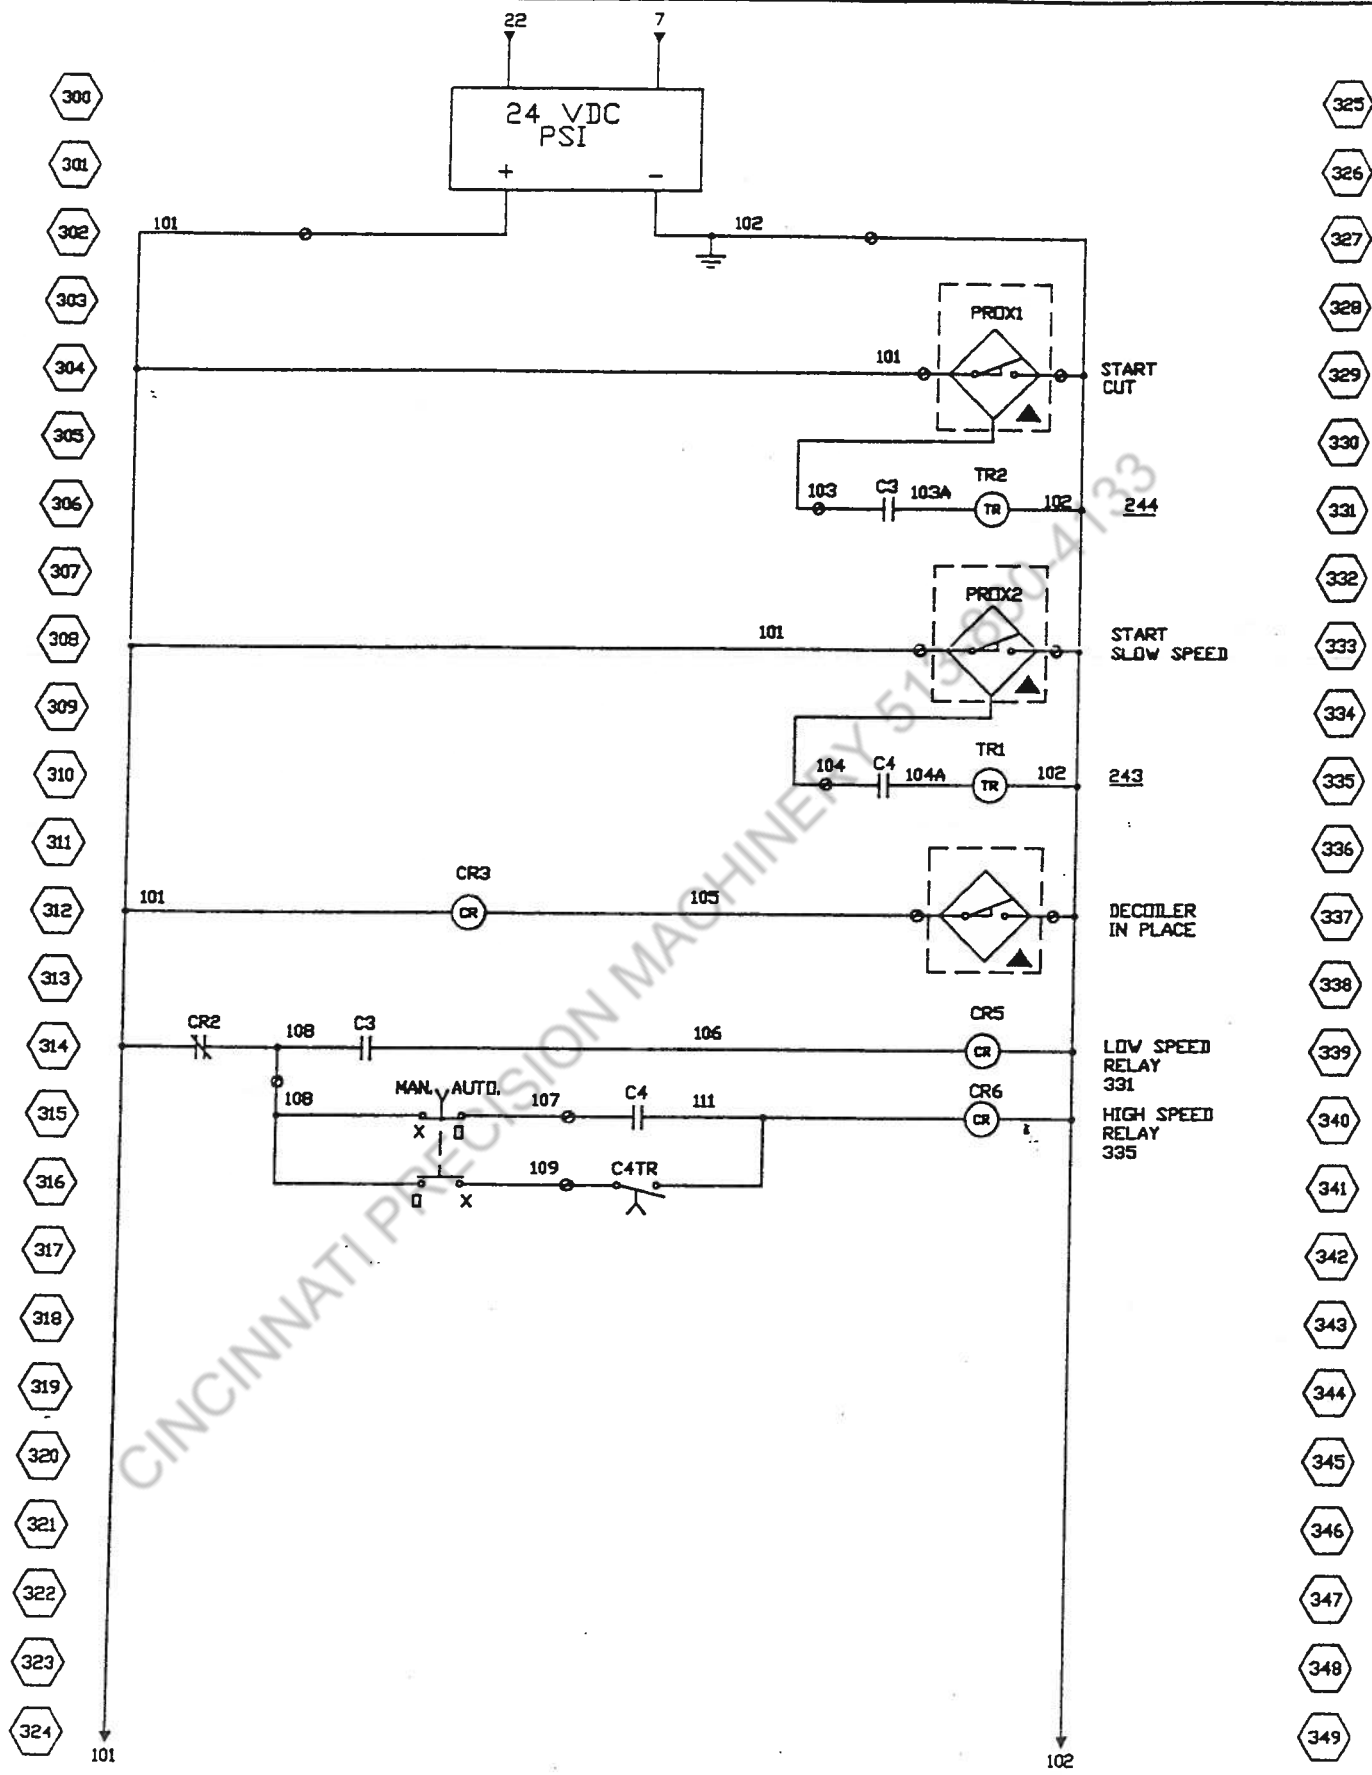 22 7
300 325
24 VDC
PSI
301 326
+ -
302 101 102 327
303 328
PROX1
304 101 START 329
CUT
305 330
TR2
306 103 C3 103A TR 102 244 331
307 332
PROX2
308 101 START 333
SLOW SPEED
309 334
TR1
310 104 C4 104A TR 102 243 335
311 336
CR3
312 101 CR 105 DECOILER 337
IN PLACE
313 338
CR2 108 C3 106 CR5
314 CR LOW SPEED 339
RELAY
331
MAN. AUTO. C4 CR6
315 108 107 111 CR HIGH SPEED 340
X O RELAY
335
316 109 C4TR 341
O X
317 342
318 343
319 344
320 345
321 346
322 347
323 348
324 349
101 102
CINCINNATI PRECISION MACHINERY 513-860-4133